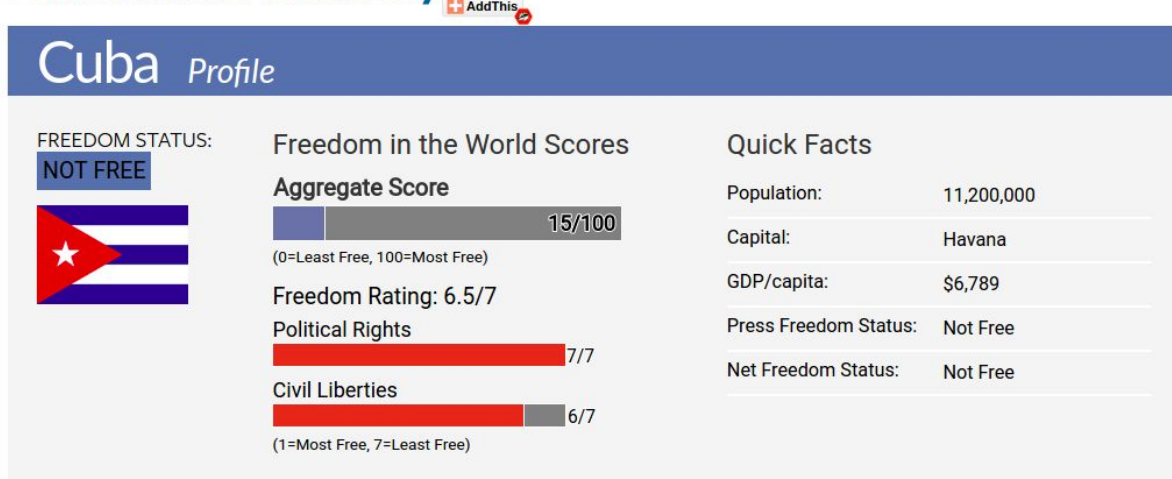 AddThis
Cuba Profile
FREEDOM STATUS:
NOT FREE
Freedom in the World Scores
Aggregate Score
15/100
(0=Least Free, 100=Most Free)
Freedom Rating: 6.5/7
Political Rights
7/7
Civil Liberties
6/7
(1=Most Free, 7=Least Free)
Quick Facts
Population: 11,200,000
Capital: Havana
GDP/capita: $6,789
Press Freedom Status: Not Free
Net Freedom Status: Not Free